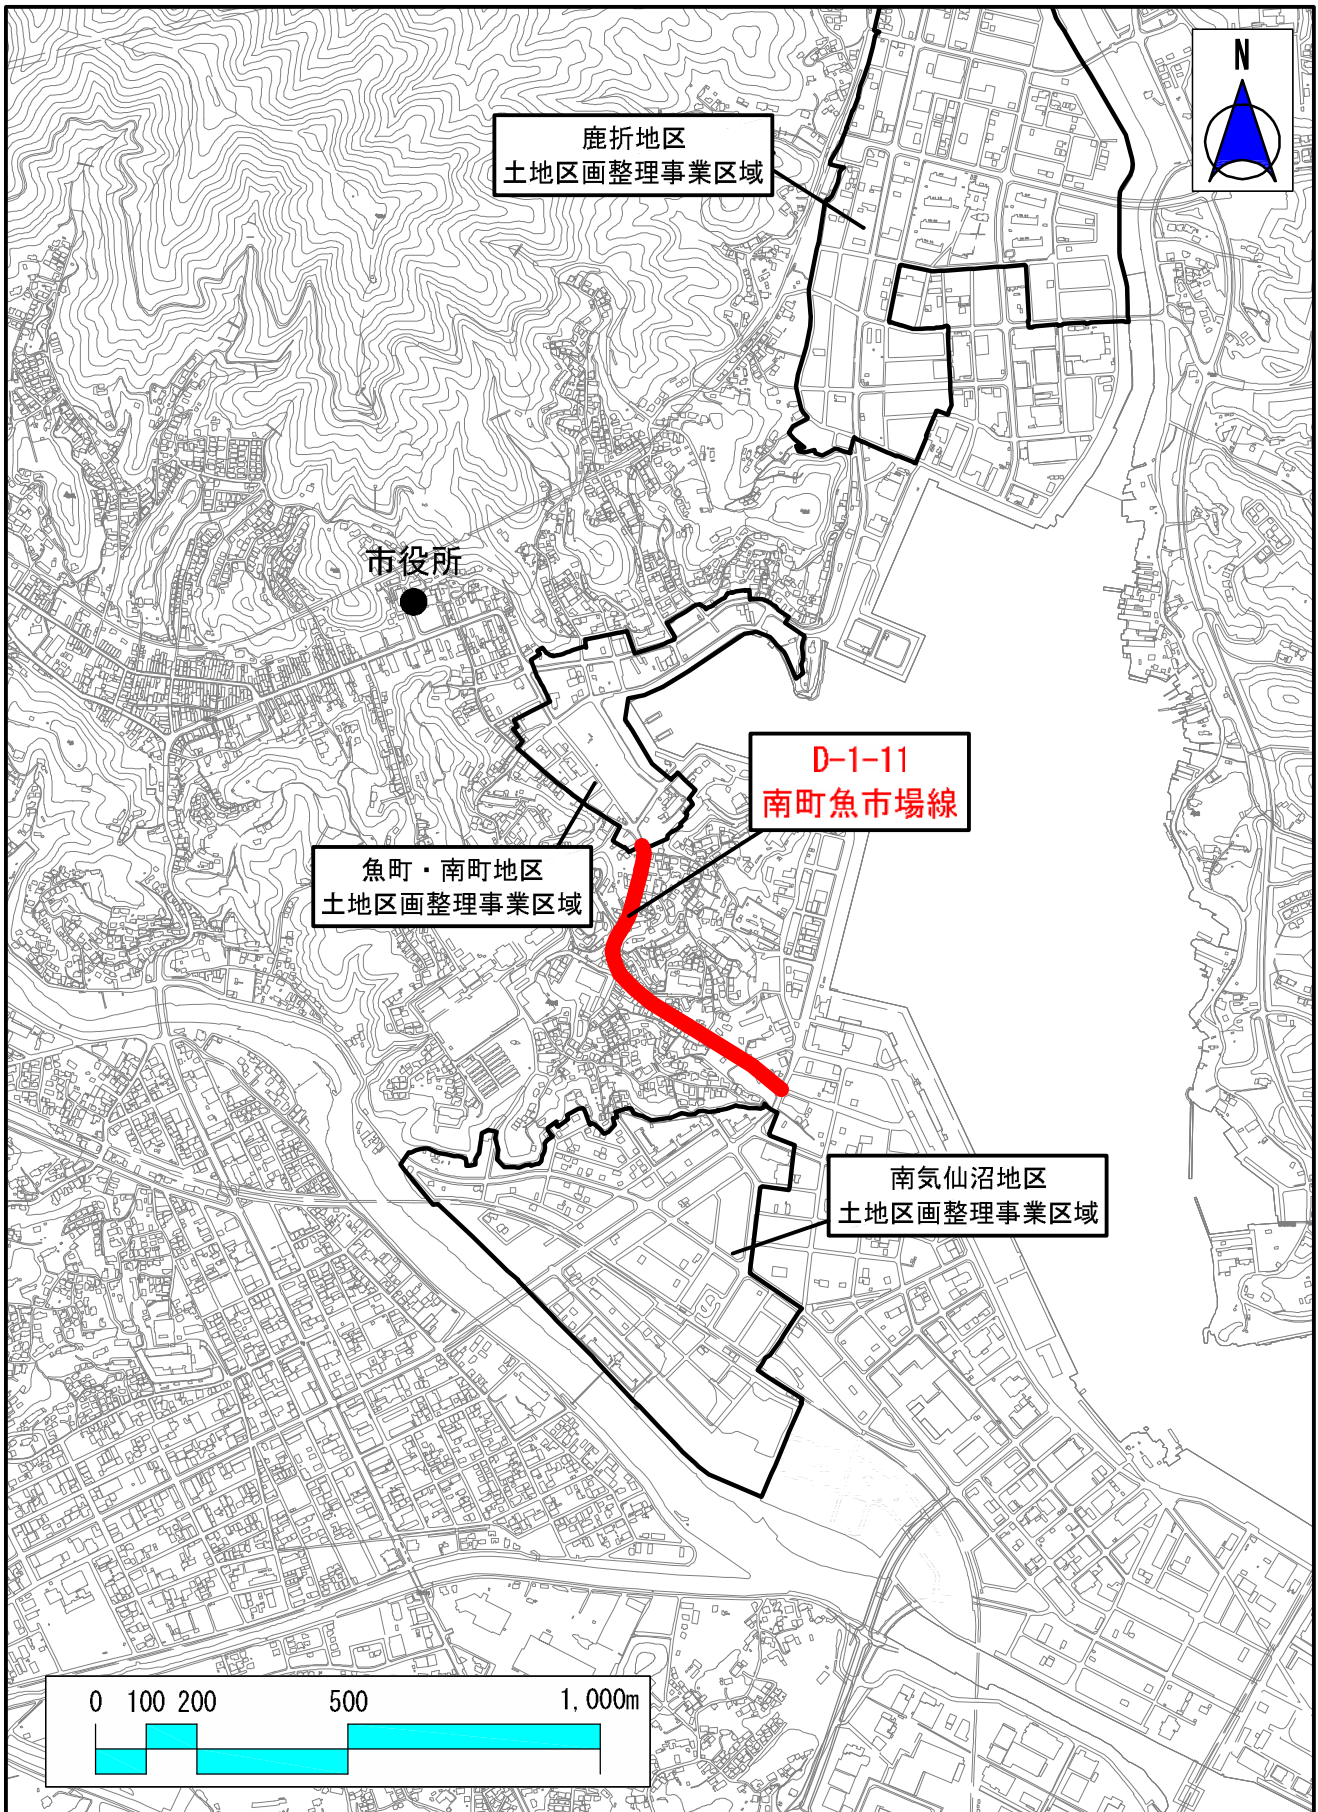 N
鹿折地区
土地区画整理事業区域
市役所
D-1-11
南町魚市場線
魚町・南町地区
土地区画整理事業区域
南気仙沼地区
土地区画整理事業区域
0 100 200 500 1,000m